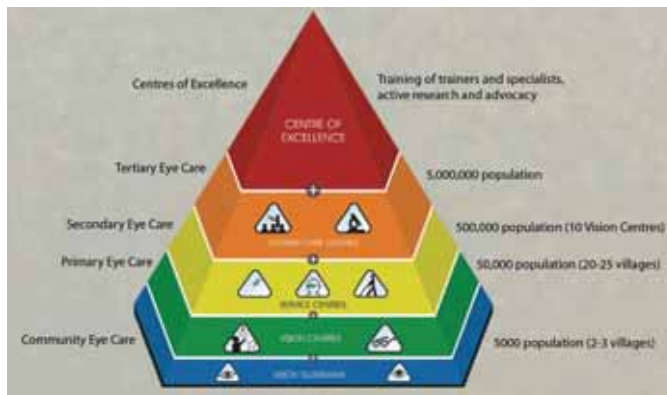 Centres of Excellence
Training of trainers and specialists,
active research and advocacy
CENTRE OF
EXCELLENCE
Tertiary Eye Care
5,000,000 population
Secondary Eye Care
500,000 population (10 Vision Centres)
Primary Eye Care
50,000 population (20-25 villages)
SERVICE CENTRES
Community Eye Care
VISION CENTRES
5000 population (2-3 villages)
VISION GUARDIANS